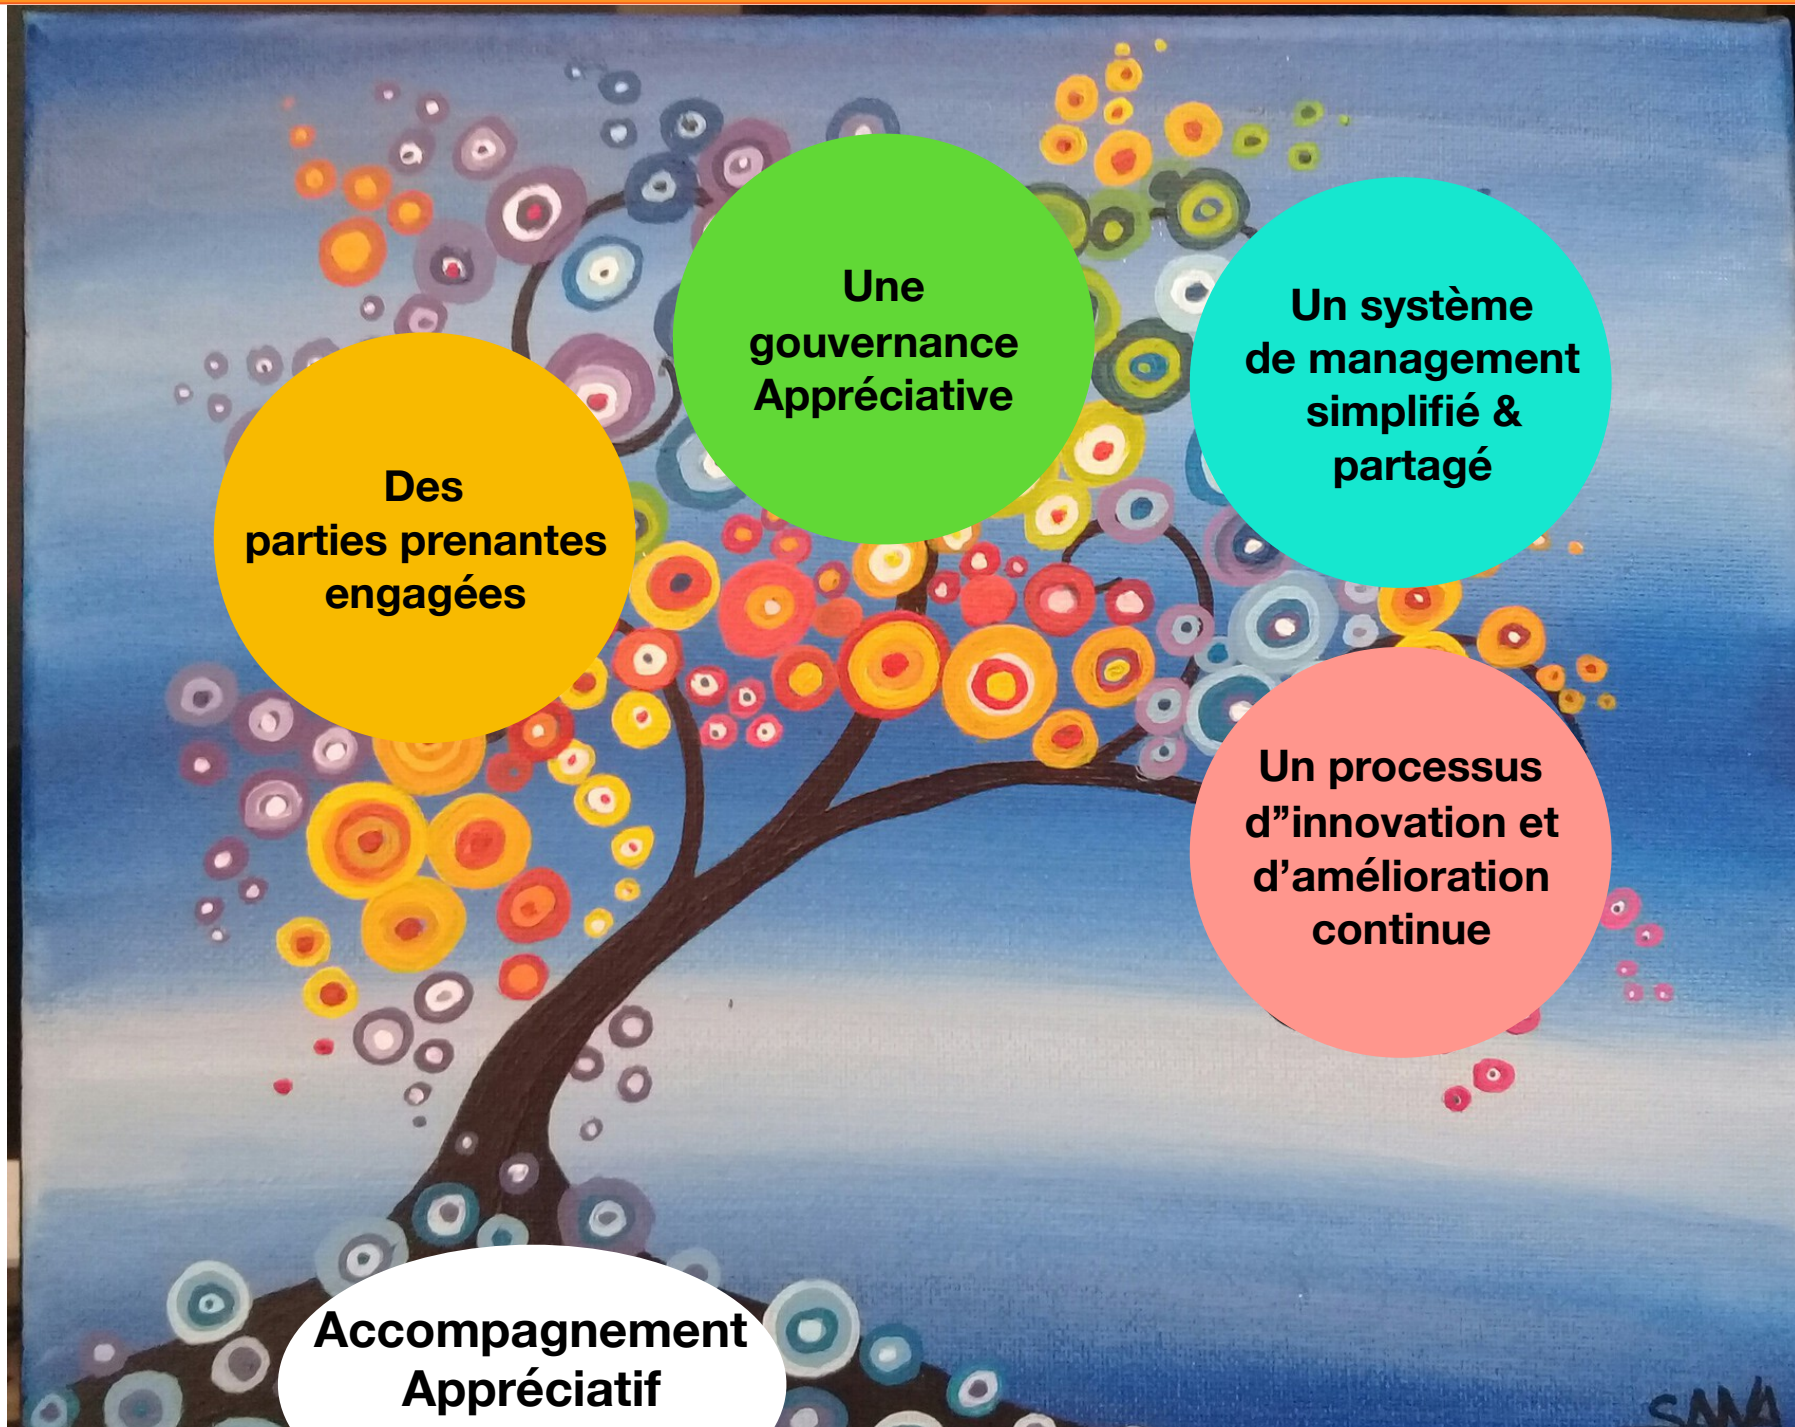 Une
gouvernance
Appréciative
Un système
de management
simplifié &
partagé
Des
parties prenantes
engagées
Un processus
d”innovation et
d’amélioration
continue
Accompagnement
Appréciatif
SANA